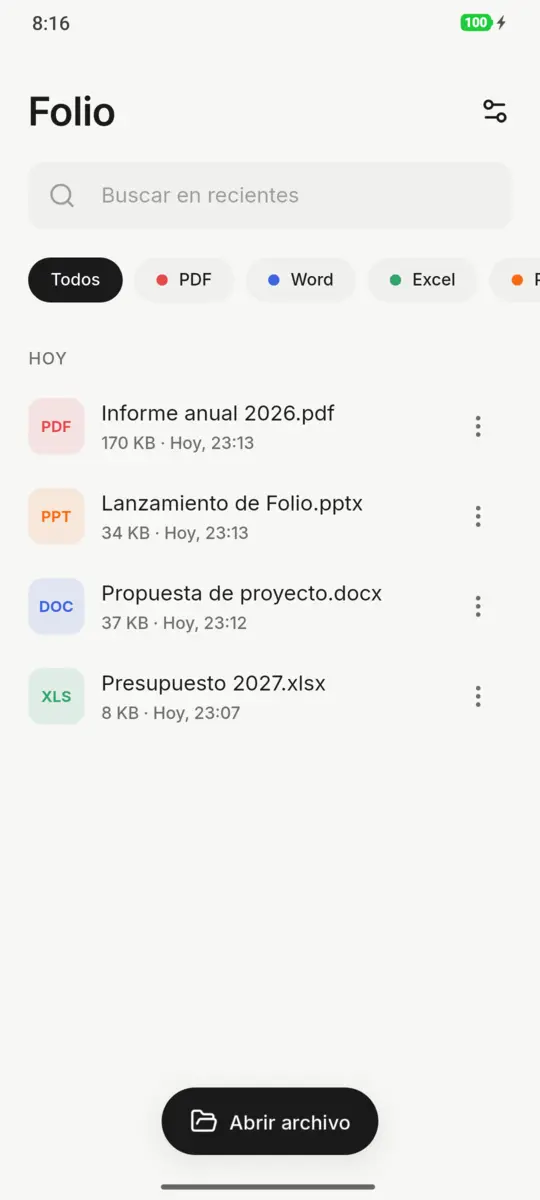 8:16
100
Folio
Buscar en recientes
Todos
PDF
Word
Excel
HOY
PDF
Informe anual 2026.pdf
170 KB · Hoy, 23:13
PPT
Lanzamiento de Folio.pptx
34 KB · Hoy, 23:13
DOC
Propuesta de proyecto.docx
37 KB · Hoy, 23:12
XLS
Presupuesto 2027.xlsx
8 KB · Hoy, 23:07
Abrir archivo